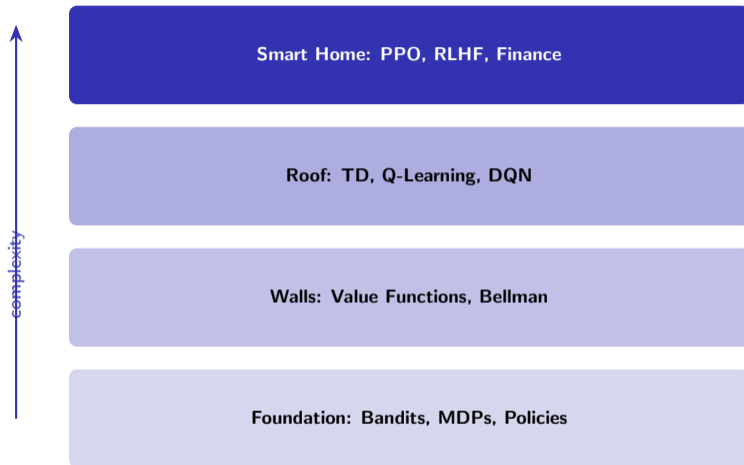 Smart Home: PPO, RLHF, Finance
Roof: TD, Q-Learning, DQN
complexity
Walls: Value Functions, Bellman
Foundation: Bandits, MDPs, Policies